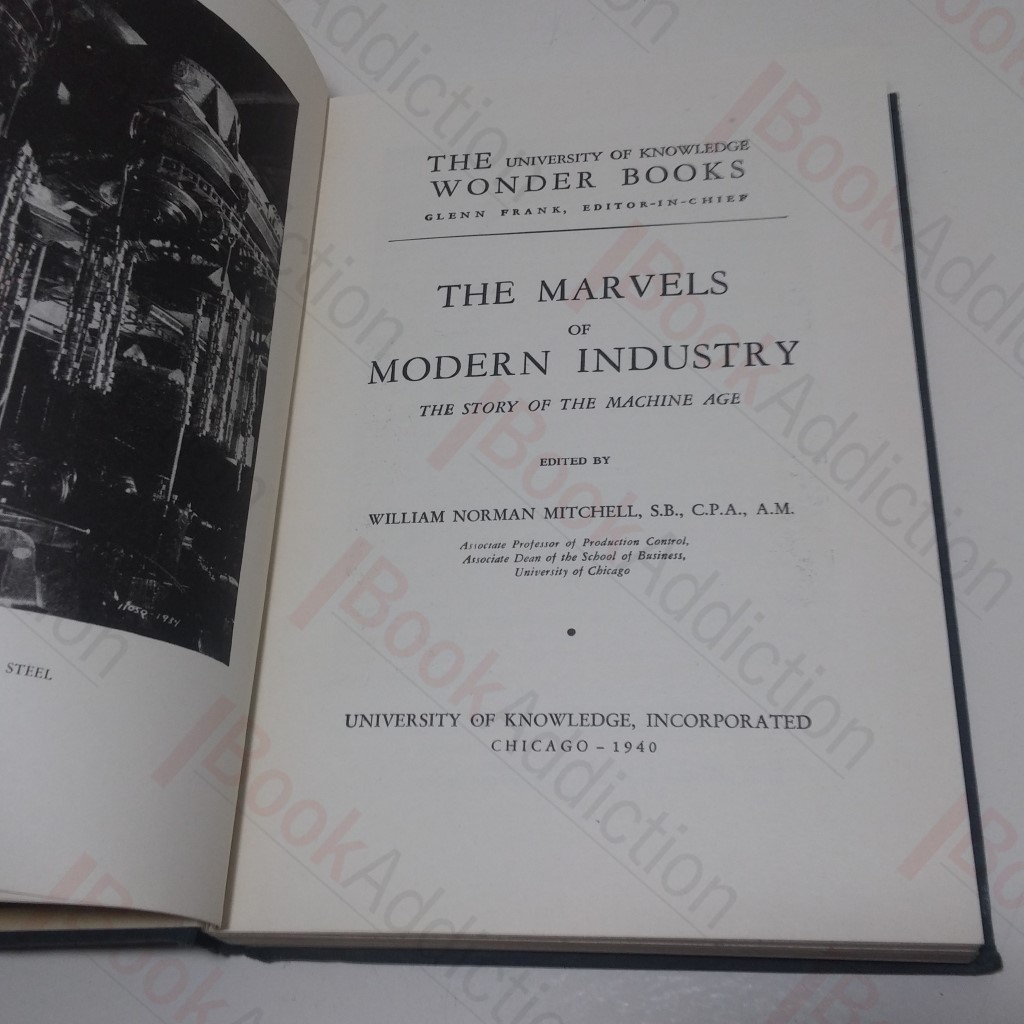 STEEL
THE UNIVERSITY OF KNOWLEDGE
WONDER BOOKS
GLENN FRANK, EDITOR-IN-CHIEF
THE MARVELS
OF
MODERN INDUSTRY
THE STORY OF THE MACHINE AGE
EDITED BY
WILLIAM NORMAN MITCHELL, S.B., C.P.A., A.M.
Associate Professor of Production Control,
Associate Dean of the School of Business,
University of Chicago
UNIVERSITY OF KNOWLEDGE, INCORPORATED
CHICAGO – 1940
BookAddiction